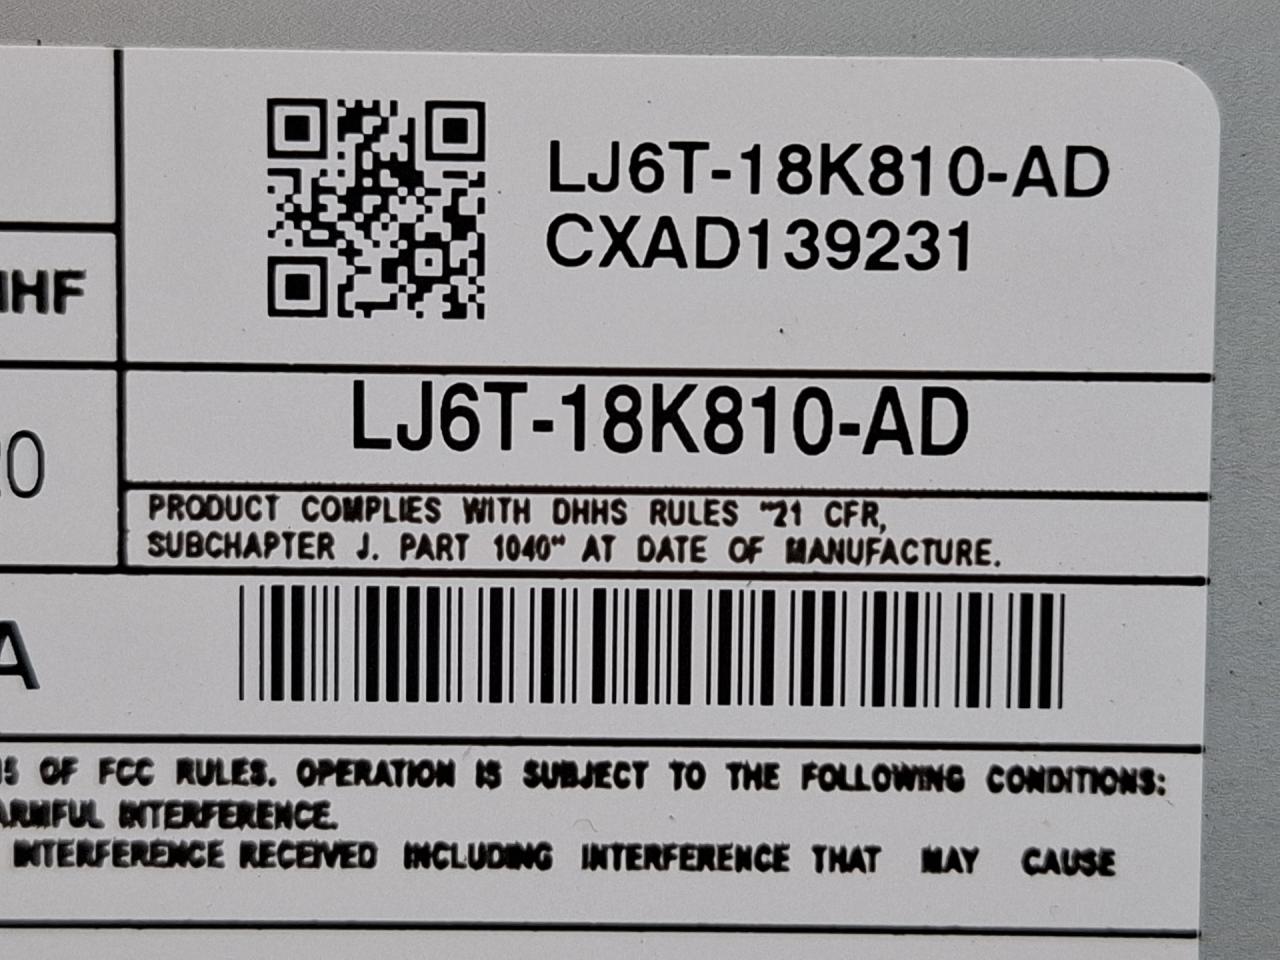 LJ6T-18K810-AD
CXAD139231
HF
LJ6T-18K810-AD
0
PRODUCT COMPLIES WITH DHHS RULES "21 CFR,
SUBCHAPTER J. PART 1040" AT DATE OF MANUFACTURE.
A
OF FCC RULES. OPERATION IS SUBJECT TO THE FOLLOWING CONDITIONS:
ARMFUL INTERFERENCE.
INTERFERENCE RECEIVED INCLUDING INTERFERENCE THAT MAY CAUSE